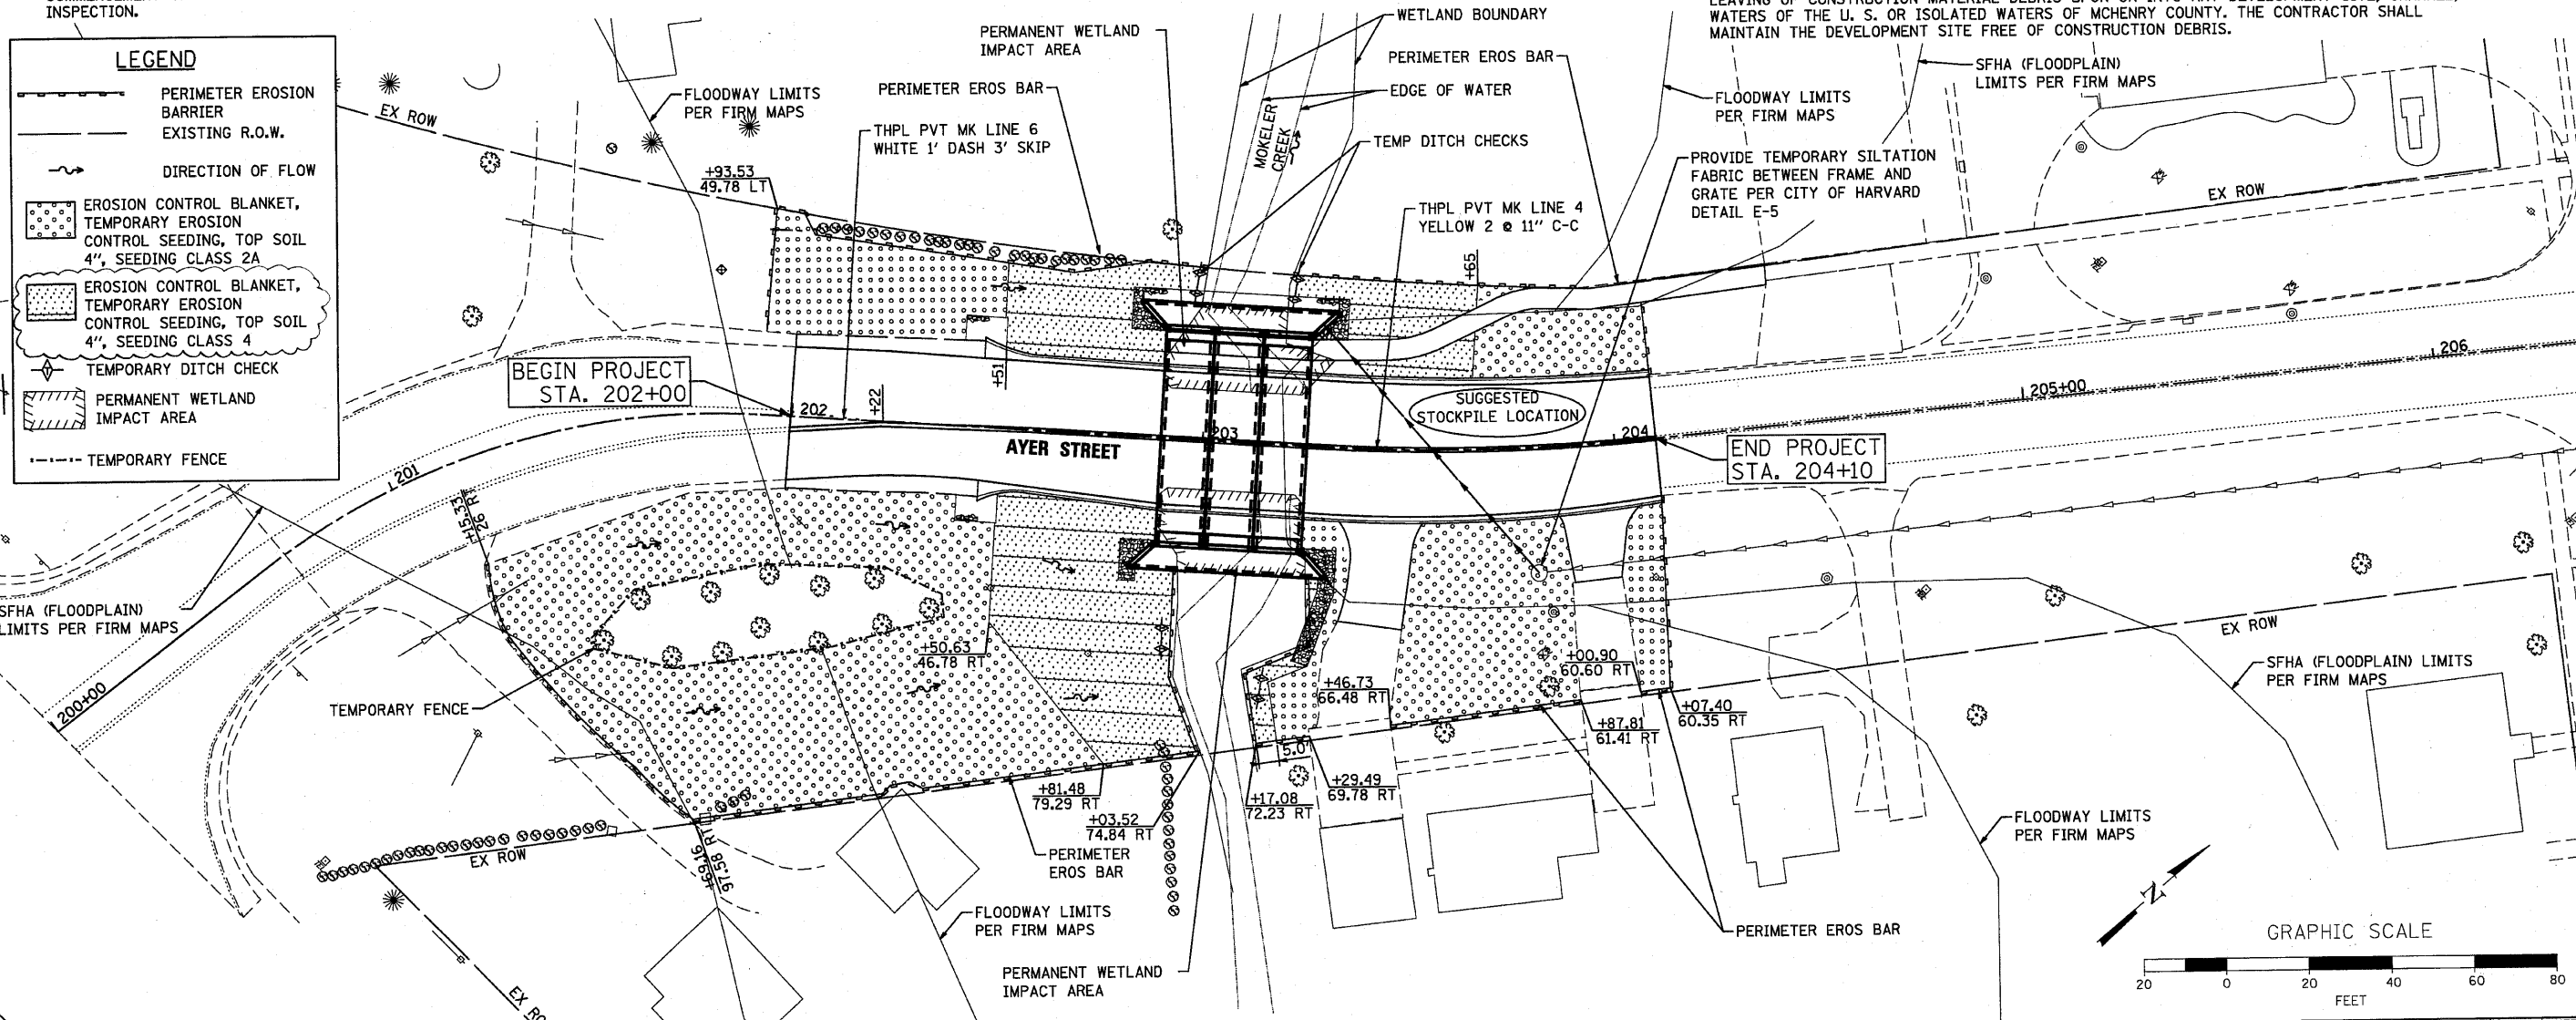 INSPECTION.
WATERS OF THE U. S. OR ISOLATED WATERS OF MCHENRY COUNTY. THE CONTRACTOR SHALL
MAINTAIN THE DEVELOPMENT SITE FREE OF CONSTRUCTION DEBRIS.
LEGEND
PERIMETER EROSION
BARRIER
EXISTING R.O.W.
DIRECTION OF FLOW
EROSION CONTROL BLANKET,
TEMPORARY EROSION
CONTROL SEEDING, TOP SOIL
4", SEEDING CLASS 2A
EROSION CONTROL BLANKET,
TEMPORARY EROSION
CONTROL SEEDING, TOP SOIL
4", SEEDING CLASS 4
TEMPORARY DITCH CHECK
PERMANENT WETLAND
IMPACT AREA
TEMPORARY FENCE
EX ROW
FLOODWAY LIMITS
PER FIRM MAPS
PERMANENT WETLAND
IMPACT AREA
PERIMETER EROS BAR
THPL PVT MK LINE 6
WHITE 1' DASH 3' SKIP
+93.53
49.78 LT
WETLAND BOUNDARY
PERIMETER EROS BAR
EDGE OF WATER
MOKELER
CREEK
TEMP DITCH CHECKS
THPL PVT MK LINE 4
YELLOW 2 @ 11" C-C
FLOODWAY LIMITS
PER FIRM MAPS
SFHA (FLOODPLAIN)
LIMITS PER FIRM MAPS
PROVIDE TEMPORARY SILTATION
FABRIC BETWEEN FRAME AND
GRATE PER CITY OF HARVARD
DETAIL E-5
EX ROW
+65
+51
+22
BEGIN PROJECT
STA. 202+00
202
203
204
205+00
206
201
200+00
AYER STREET
SUGGESTED
STOCKPILE LOCATION
END PROJECT
STA. 204+10
+15.33
26 RT
SFHA (FLOODPLAIN)
LIMITS PER FIRM MAPS
TEMPORARY FENCE
+50.63
46.78 RT
+46.73
66.48 RT
+00.90
60.60 RT
+07.40
60.35 RT
+87.81
61.41 RT
5.0'
+29.49
69.78 RT
+17.08
72.23 RT
+81.48
79.29 RT
+03.52
74.84 RT
+69.16
97.58 RT
PERIMETER
EROS BAR
EX ROW
EX ROW
SFHA (FLOODPLAIN) LIMITS
PER FIRM MAPS
FLOODWAY LIMITS
PER FIRM MAPS
FLOODWAY LIMITS
PER FIRM MAPS
PERMANENT WETLAND
IMPACT AREA
PERIMETER EROS BAR
N
GRAPHIC SCALE
20 0 20 40 60 80
FEET